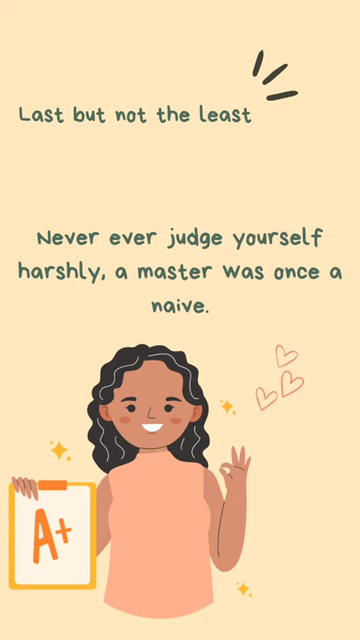 Last but not the least
Never ever judge yourself
harshly, a master was once a
naive.
A+